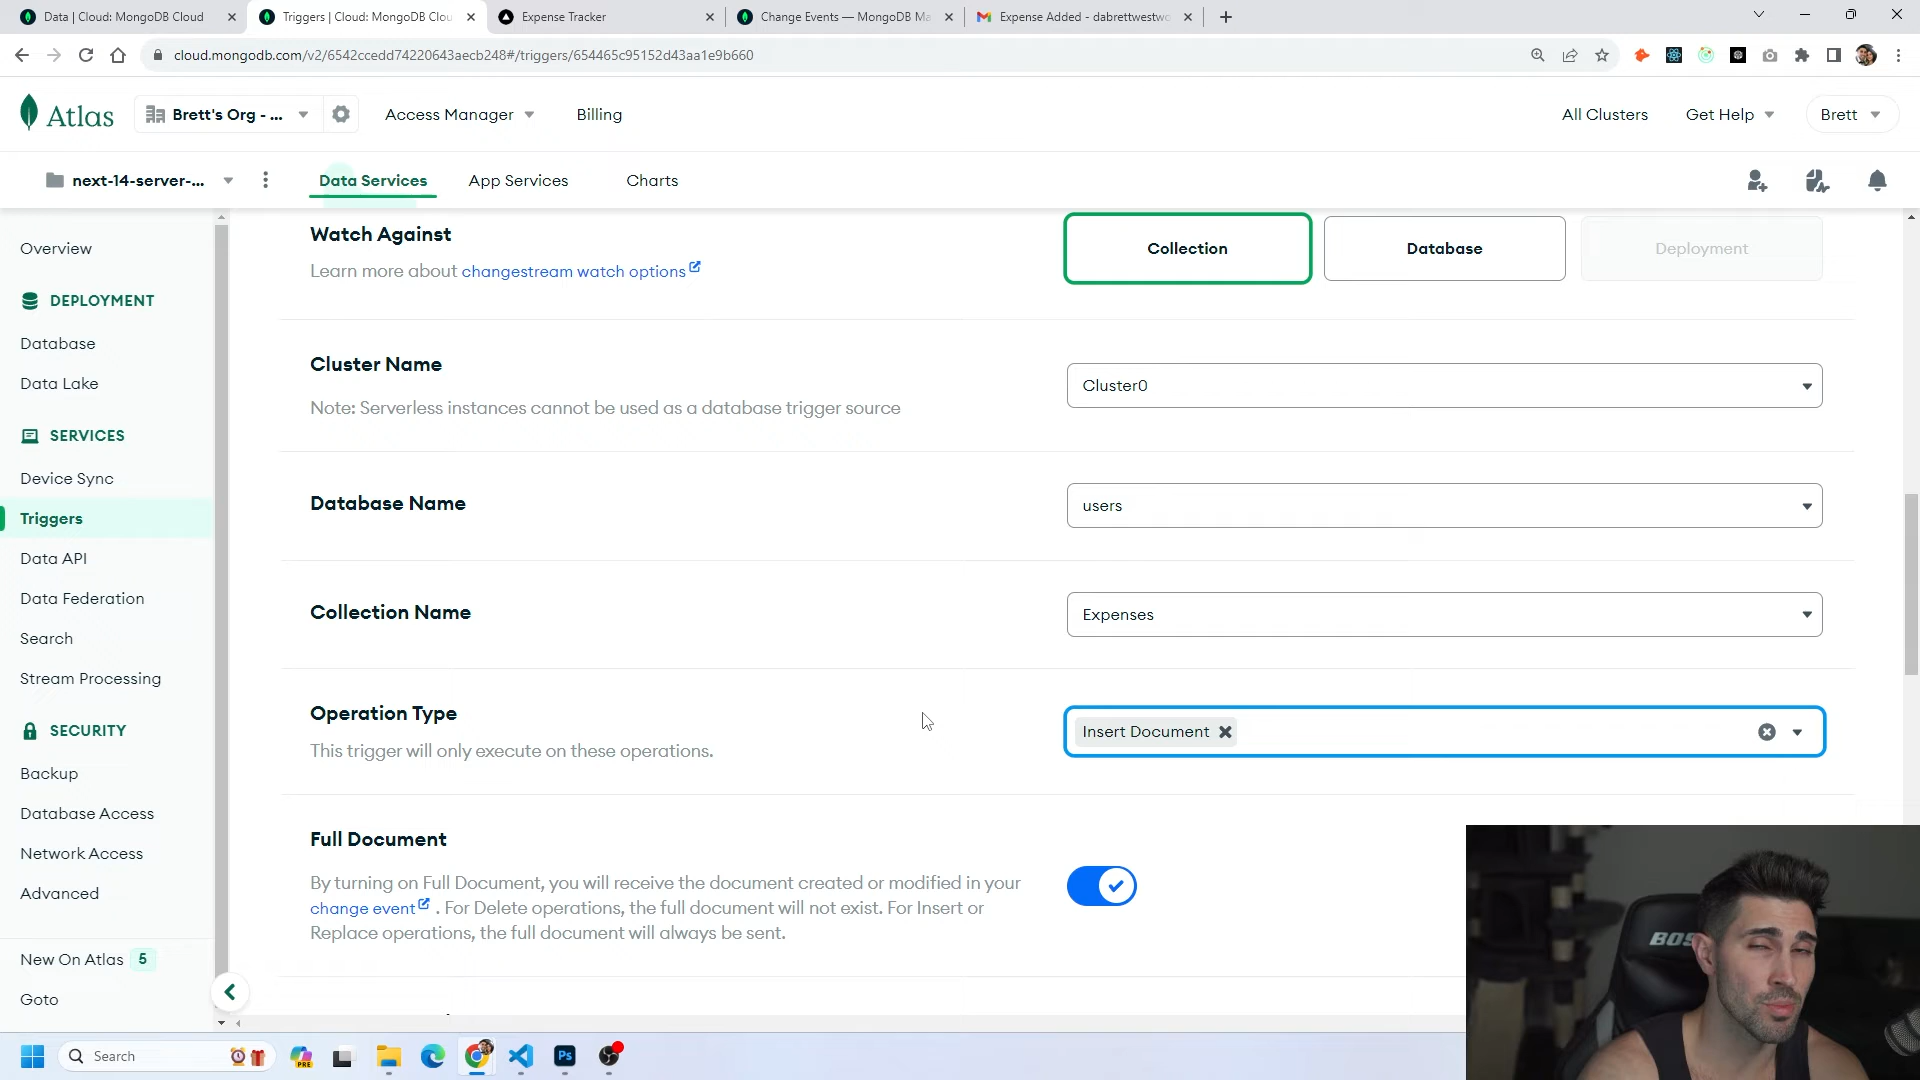 Data | Cloud: MongoDB Cloud
Triggers | Cloud: MongoDB Clou
Expense Tracker
Change Events — MongoDB Ma
Expense Added - dabrettwestwo
cloud.mongodb.com/v2/6542ccedd74220643aecb248#/triggers/654465c95152d43aa1e9b660
Atlas
Brett's Org - ...
Access Manager
Billing
All Clusters
Get Help
Brett
next-14-server-...
Data Services
App Services
Charts
Overview
DEPLOYMENT
Database
Data Lake
SERVICES
Device Sync
Triggers
Data API
Data Federation
Search
Stream Processing
SECURITY
Backup
Database Access
Network Access
Advanced
New On Atlas 5
Goto
Watch Against
Learn more about changestream watch options
Collection
Database
Deployment
Cluster Name
Note: Serverless instances cannot be used as a database trigger source
Cluster0
Database Name
users
Collection Name
Expenses
Operation Type
This trigger will only execute on these operations.
Insert Document
Full Document
By turning on Full Document, you will receive the document created or modified in your
change event . For Delete operations, the full document will not exist. For Insert or
Replace operations, the full document will always be sent.
BOS
Search
PRE
Ps